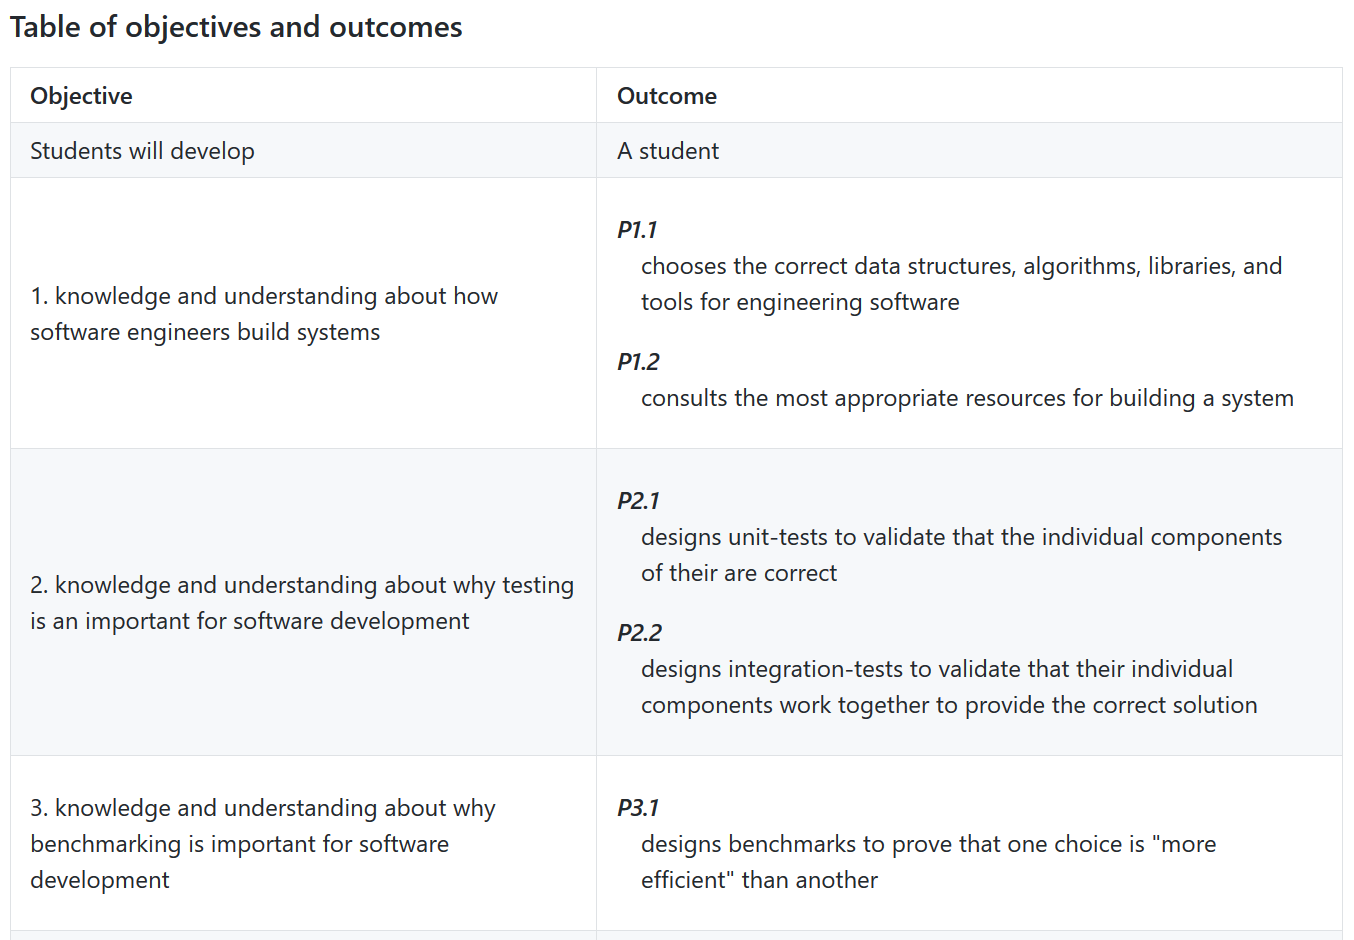 Table of objectives and outcomes
Objective
Outcome
Students will develop
A student
1. knowledge and understanding about how
software engineers build systems
P1.1
chooses the correct data structures, algorithms, libraries, and
tools for engineering software
P1.2
consults the most appropriate resources for building a system
2. knowledge and understanding about why testing
is an important for software development
P2.1
designs unit-tests to validate that the individual components
of their are correct
P2.2
designs integration-tests to validate that their individual
components work together to provide the correct solution
3. knowledge and understanding about why
benchmarking is important for software
development
P3.1
designs benchmarks to prove that one choice is "more
efficient" than another